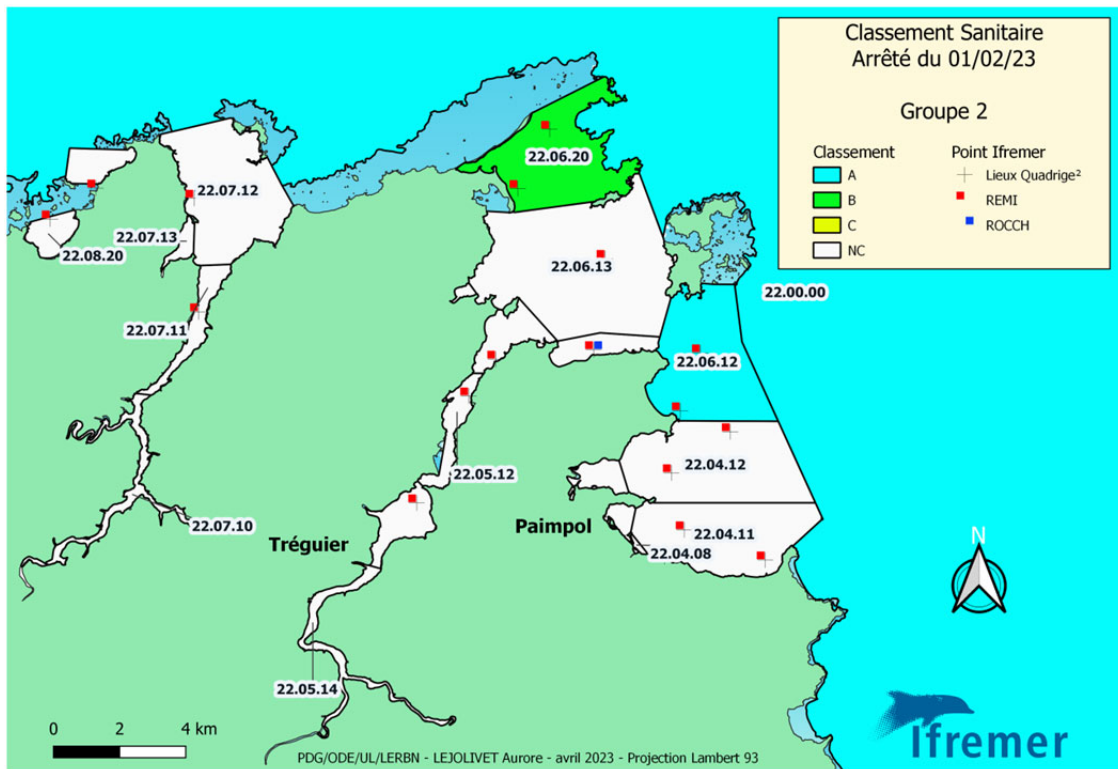 Classement Sanitaire
Arrêté du 01/02/23
Groupe 2
Classement
A
B
C
NC
Point Ifremer
Lieux Quadrige²
REMI
ROCCH
22.06.20
22.07.12
22.07.13
22.08.20
22.06.13
22.00.00
22.07.11
22.06.12
22.05.12
22.04.12
22.07.10
Paimpol
22.04.11
Tréguier
22.04.08
N
22.05.14
0 2 4 km
PDG/ODE/UL/LERBN - LEJOLIVET Aurore - avril 2023 - Projection Lambert 93
Ifremer